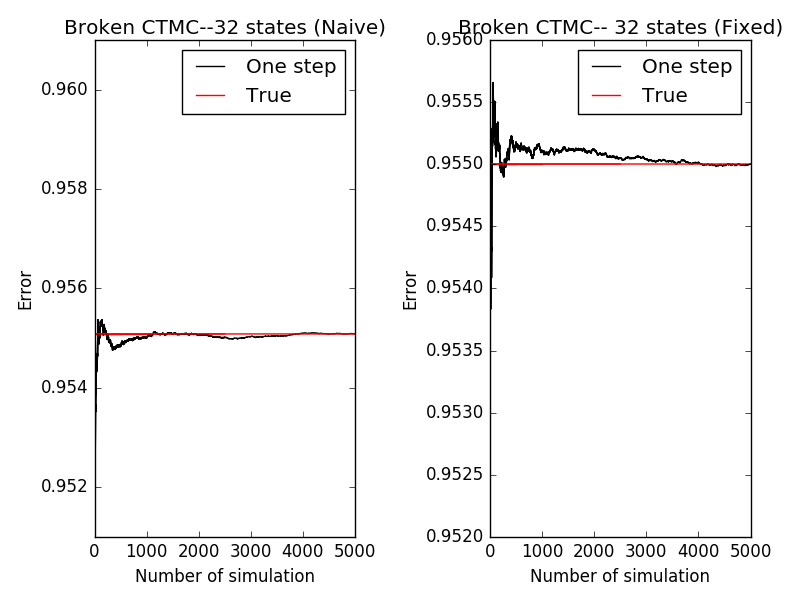 Broken CTMC--32 states (Naive)
One step
True
0.960
0.958
0.956
0.954
0.952
Error
0 1000 2000 3000 4000 5000
Number of simulation
Broken CTMC-- 32 states (Fixed)
One step
True
0.9560
0.9555
0.9550
0.9545
0.9540
0.9535
0.9530
0.9525
0.9520
Error
0 1000 2000 3000 4000 5000
Number of simulation